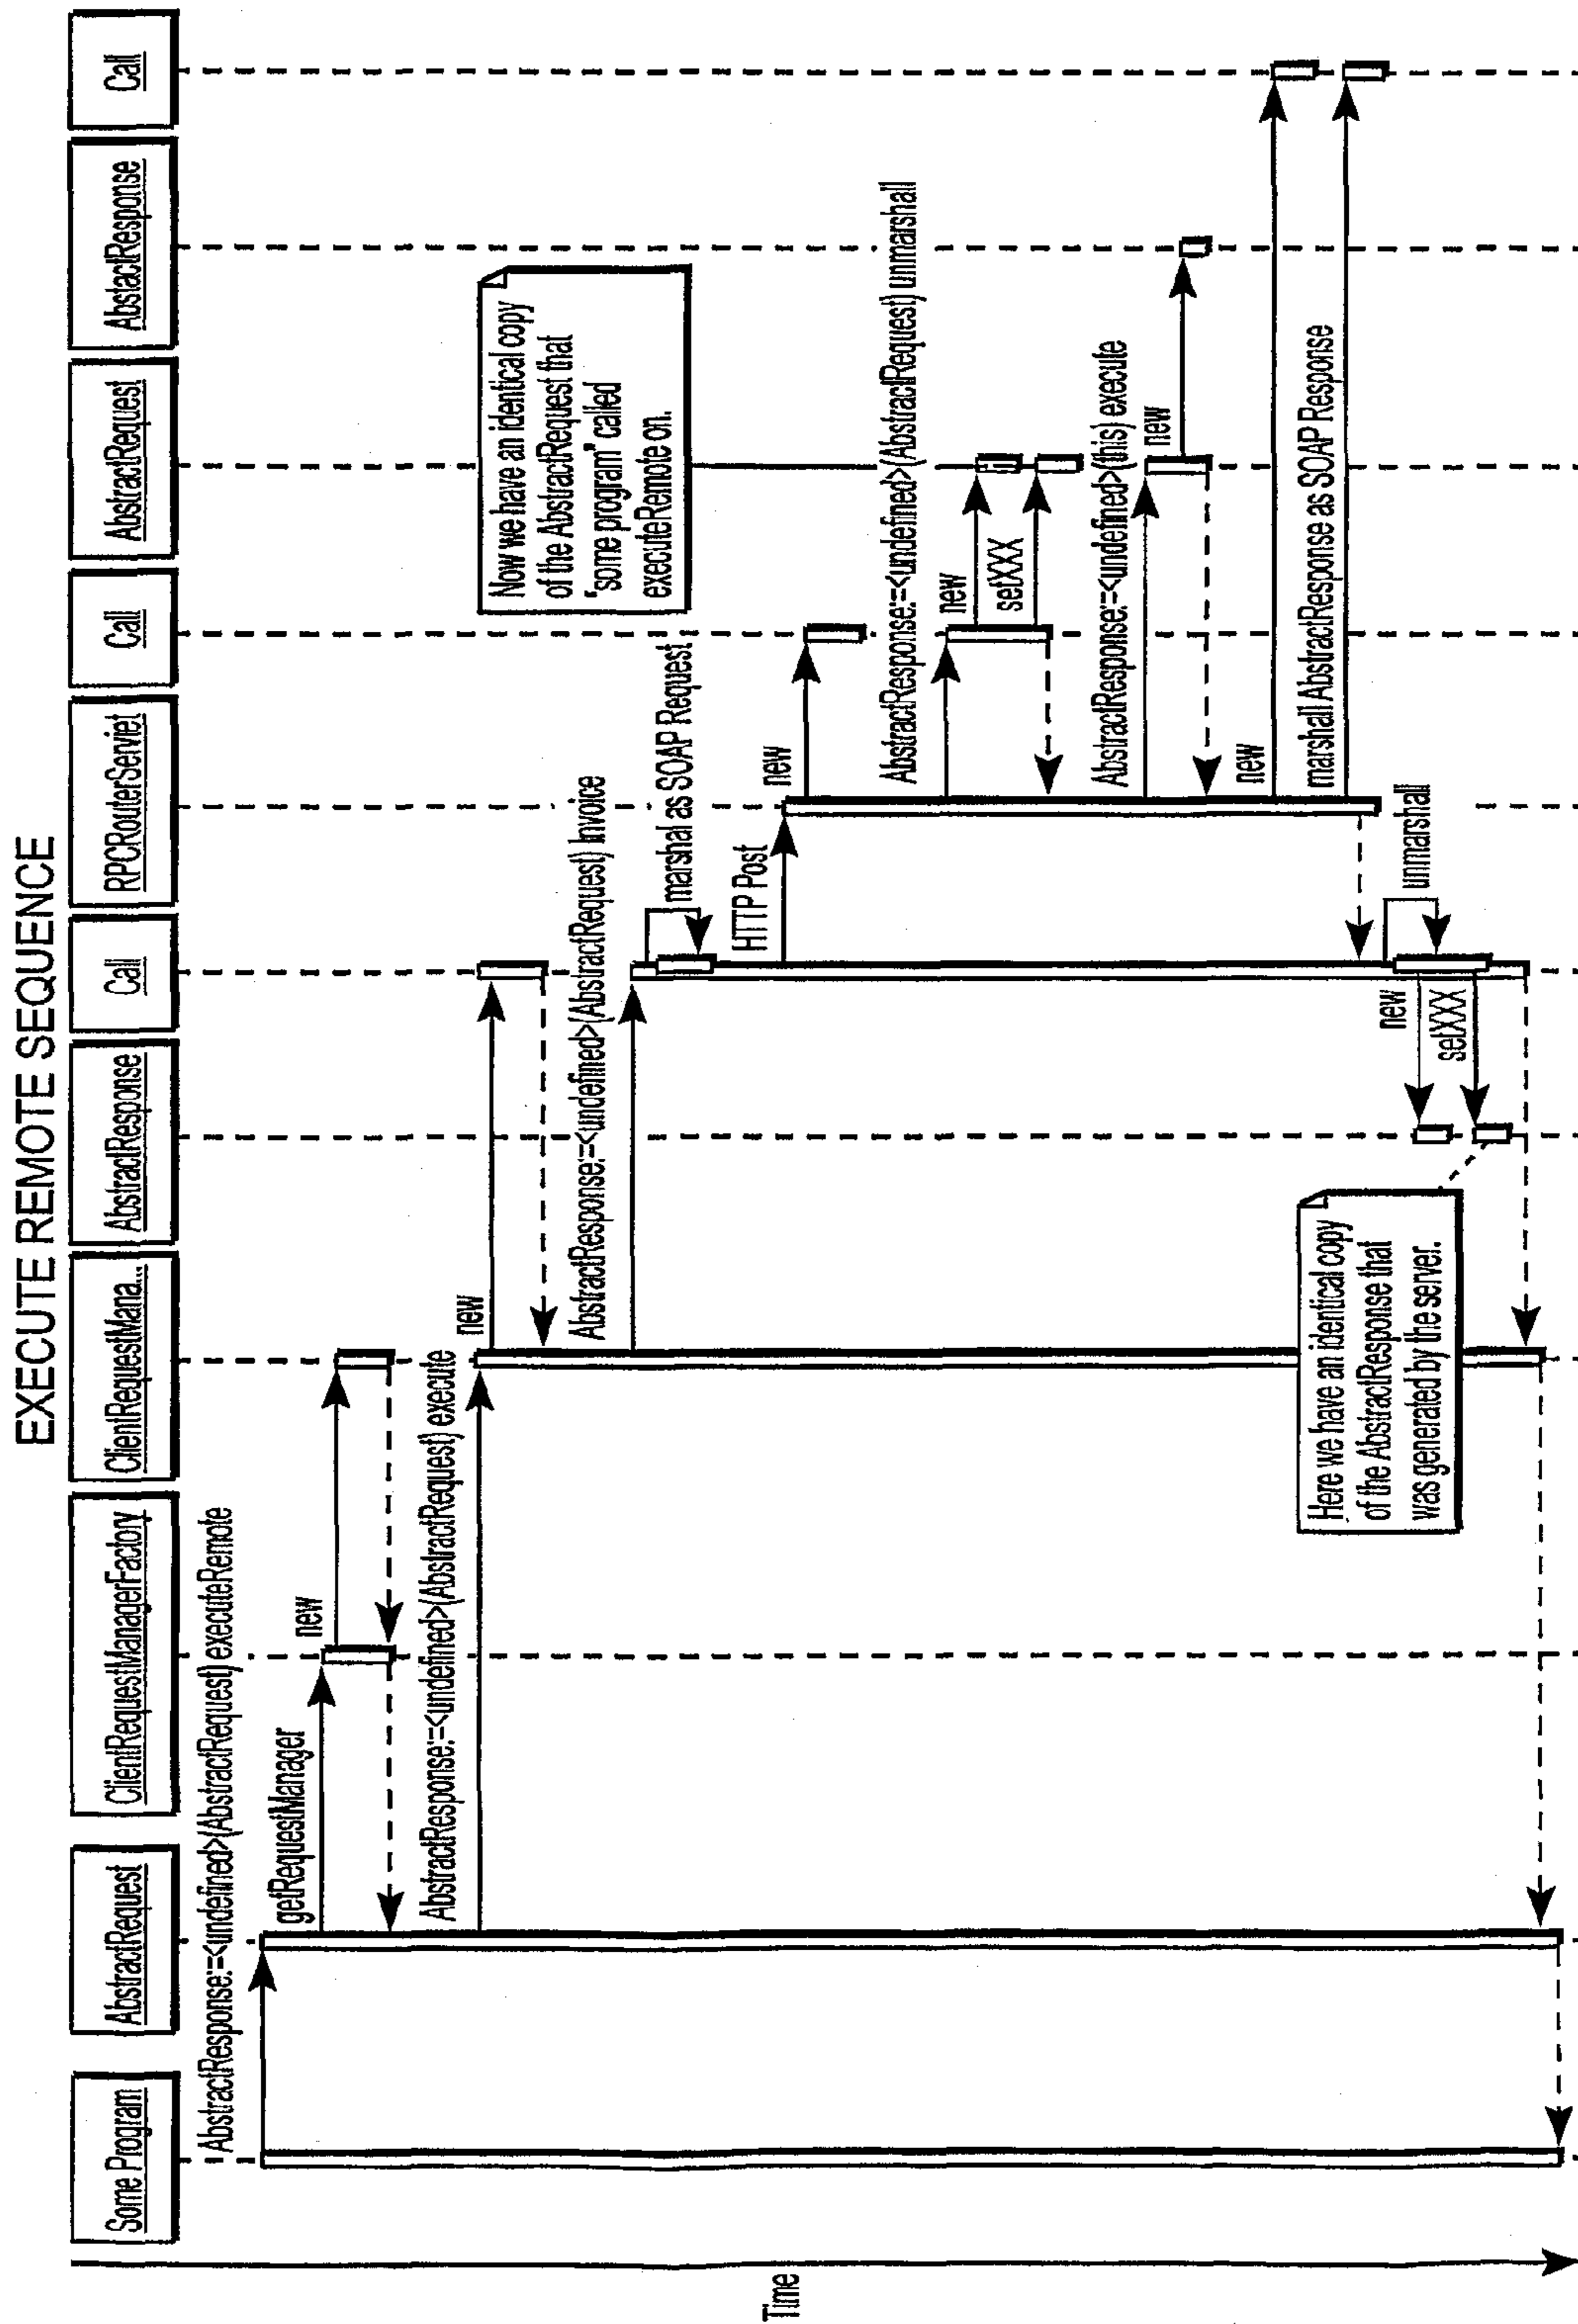 EXECUTE REMOTE SEQUENCE
Some Program
AbstractRequest
ClientRequestManagerFactory
ClientRequestMana...
AbstractResponse
Call
RPCRouterServlet
Call
AbstractRequest
AbstactResponse
Call
Time
AbstractResponse:=<undefined>(AbstractRequest) executeRemote
getRequestManager
new
AbstractResponse:=<undefined>(AbstractRequest) execute
new
AbstractResponse:=<undefined>(AbstractRequest) Invoice
marshal as SOAP Request
HTTP Post
new
Now we have an identical copy
of the AbstractRequest that
"some program" called
executeRemote on.
AbstractResponse:=<undefined>(AbstractRequest) unmarshall
new
setXXX
AbstractResponse:=<undefined>(this) execute
new
new
marshall AbstractResponse as SOAP Response
unmarshall
new
setXXX
Here we have an identical copy
of the AbstractResponse that
was generated by the server.